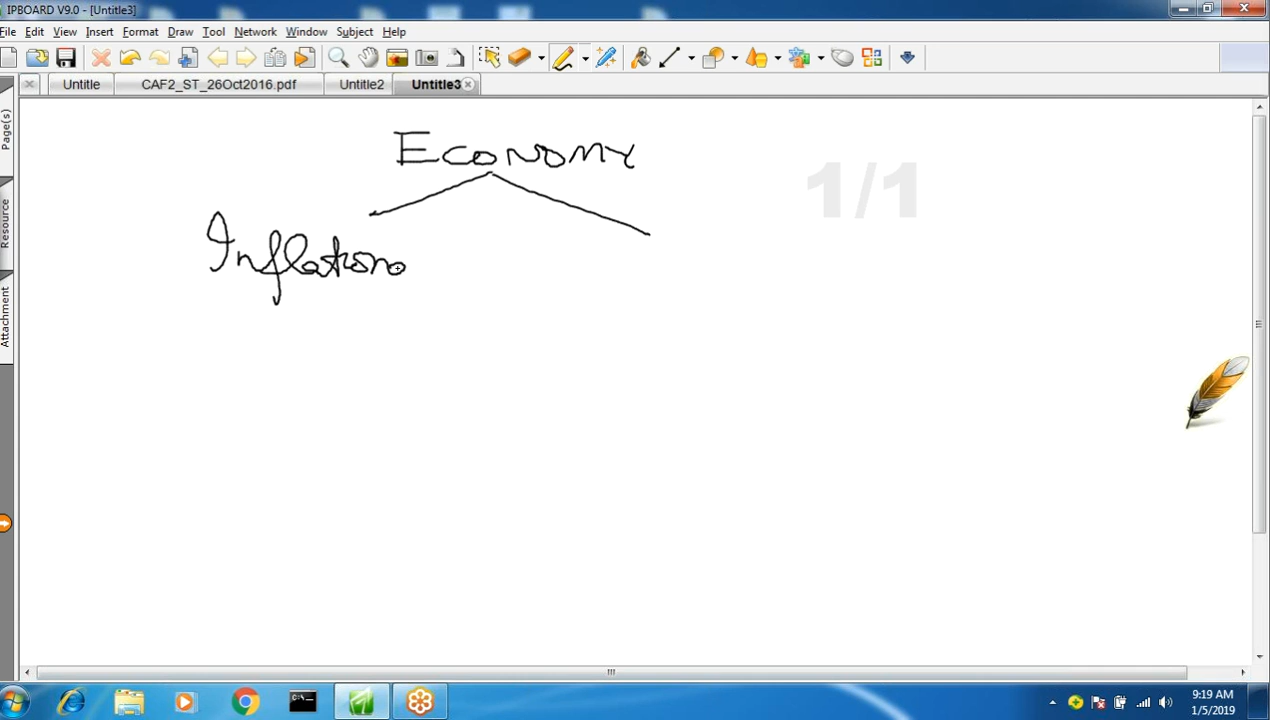 IPBOARD V9.0 - [Untitle3]
File Edit View Insert Format Draw Tool Network Window Subject Help
Untitle CAF2_ST_26Oct2016.pdf Untitle2 Untitle3
Page(s)
Resource
Attachment
1/1
Economy
Inflationa
9:19 AM
1/5/2019